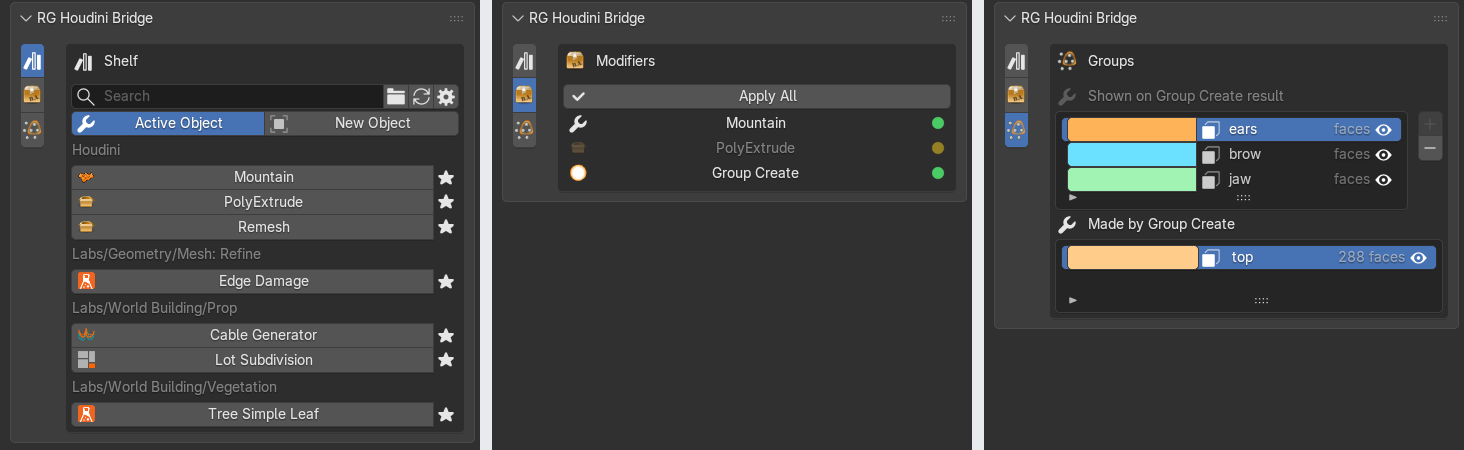 RG Houdini Bridge
Shelf
Search
Active Object New Object
Houdini
Mountain
PolyExtrude
Remesh
Labs/Geometry/Mesh: Refine
Edge Damage
Labs/World Building/Prop
Cable Generator
Lot Subdivision
Labs/World Building/Vegetation
Tree Simple Leaf
RG Houdini Bridge
Modifiers
Apply All
Mountain
PolyExtrude
Group Create
RG Houdini Bridge
Groups
Shown on Group Create result
ears faces
brow faces
jaw faces
Made by Group Create
top 288 faces